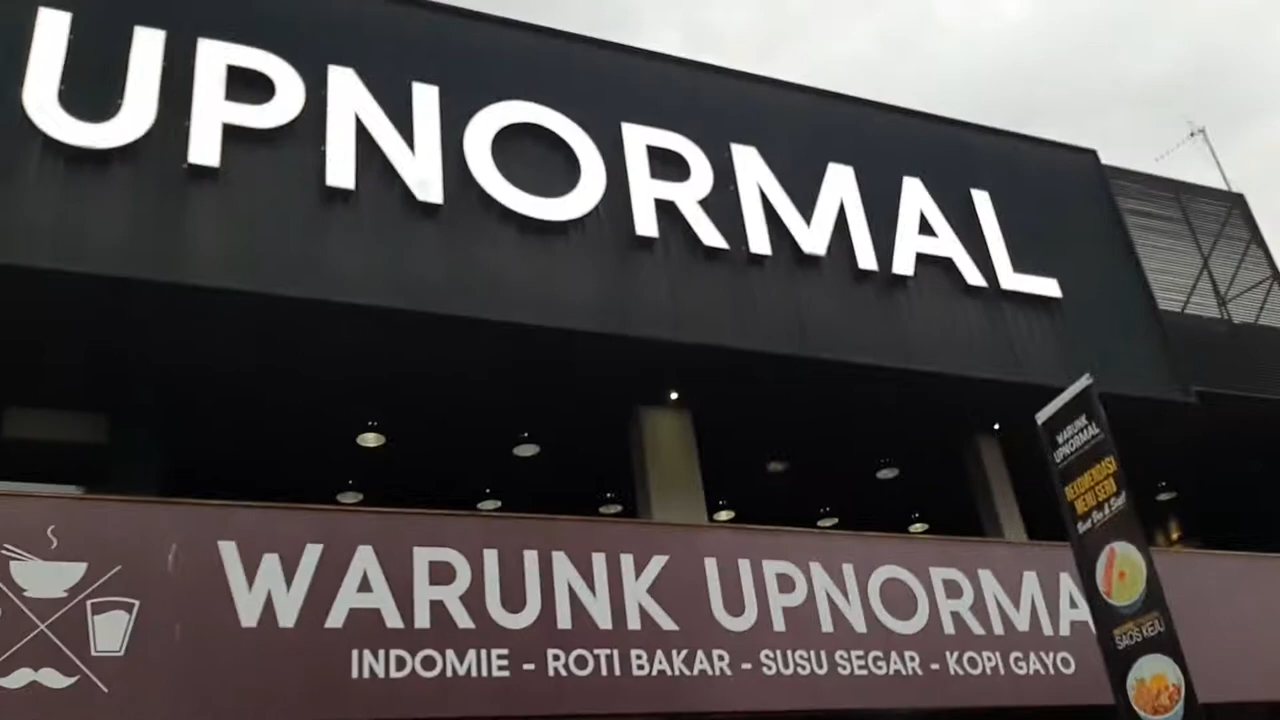 UPNORMAL
WARUNK UPNORMA
INDOMIE - ROTI BAKAR - SUSU SEGAR - KOPI GAYO
WARUNK
UPNORMAL
REKOMENDASI
MENU SERU
SAOS KEJU